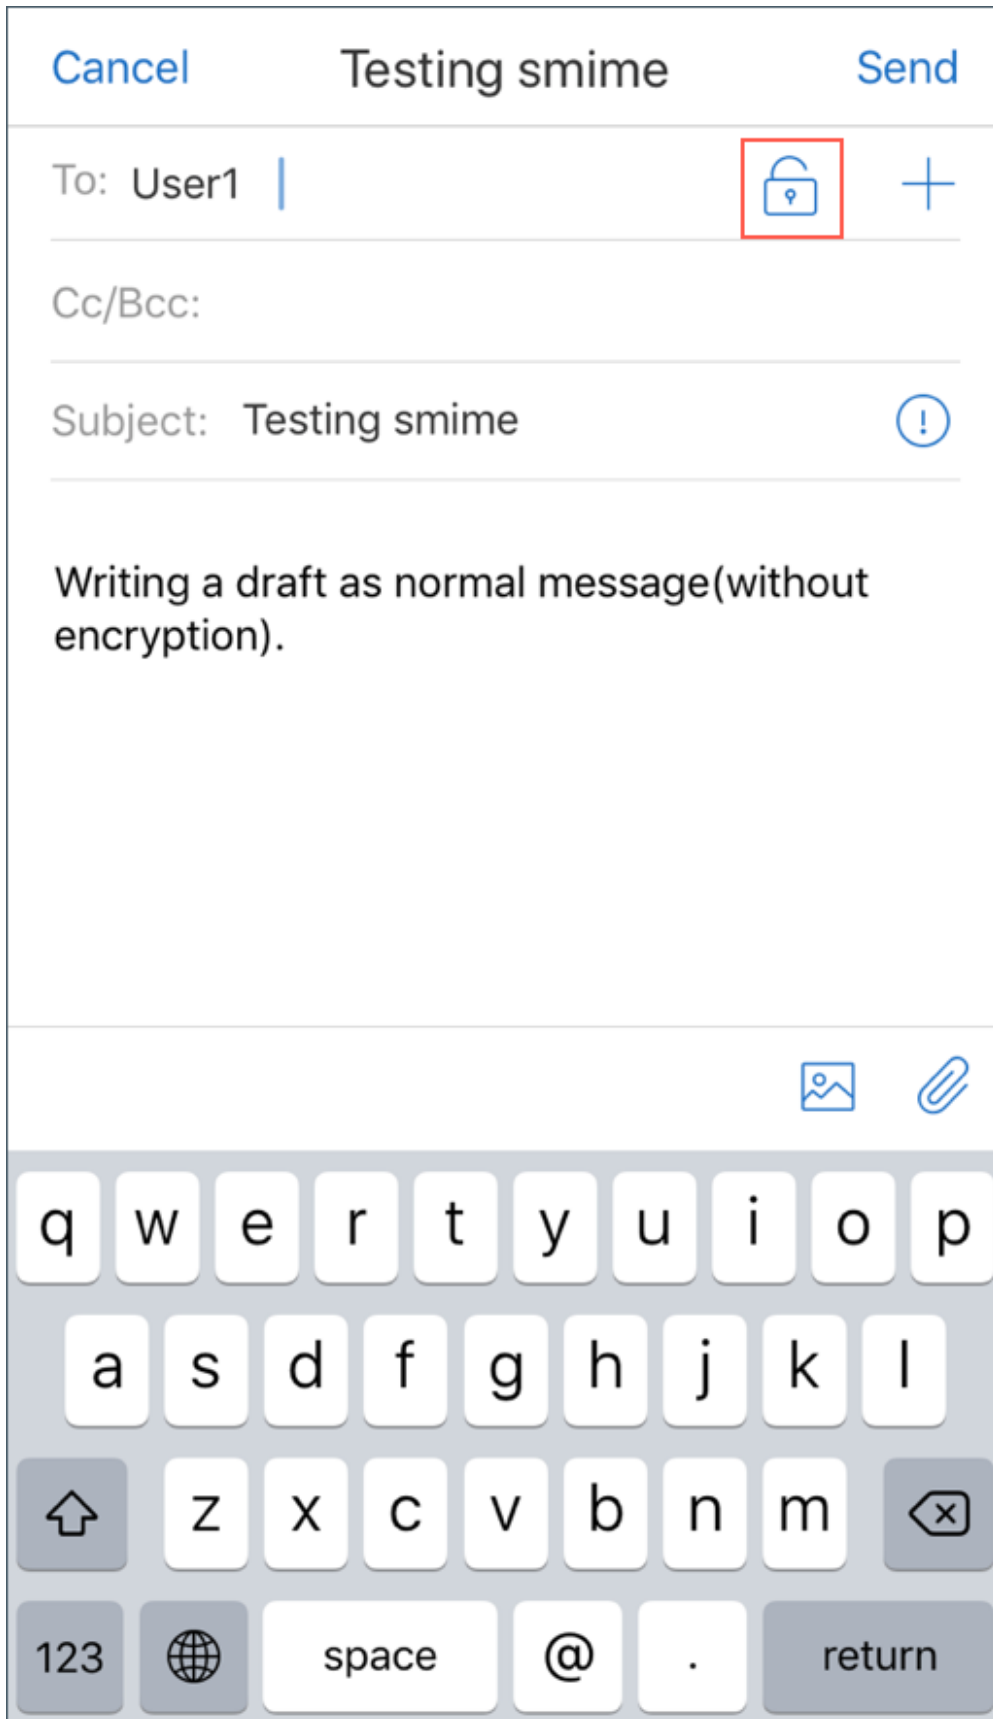 Cancel Testing smime Send
To: User1
Cc/Bcc:
Subject: Testing smime
Writing a draft as normal message(without
encryption).
q w e r t y u i o p
a s d f g h j k l
z x c v b n m
123 space @ . return